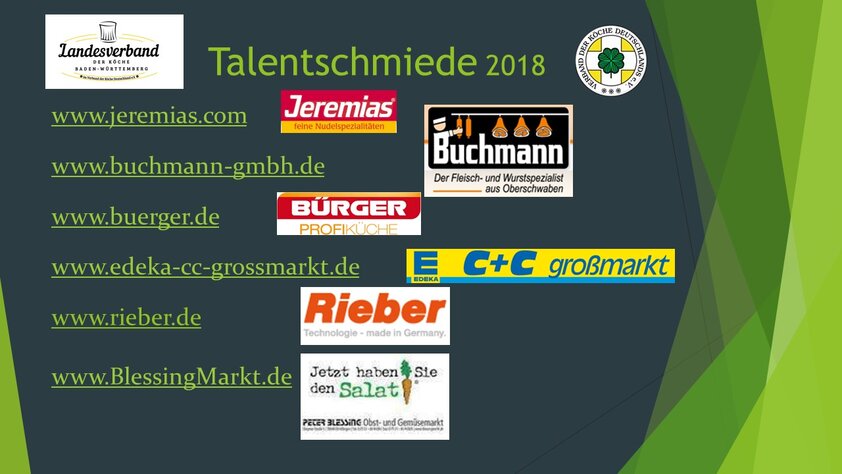 Landesverband
DER KÖCHE
BADEN-WÜRTTEMBERG
Talentschmiede 2018
VERBAND DER KÖCHE DEUTSCHLANDS e.V.
www.jeremias.com
Jeremias®
feine Nudelspezialitäten
www.buchmann-gmbh.de
Buchmann
Der Fleisch- und Wurstspezialist
aus Oberschwaben
www.buerger.de
BÜRGER
PROFIKÜCHE
www.edeka-cc-grossmarkt.de
E
EDEKA
C+C großmarkt
www.rieber.de
Rieber
Technologie - made in Germany.
www.BlessingMarkt.de
Jetzt haben Sie
den Salat!
PETER BLESSING Obst- und Gemüsemarkt